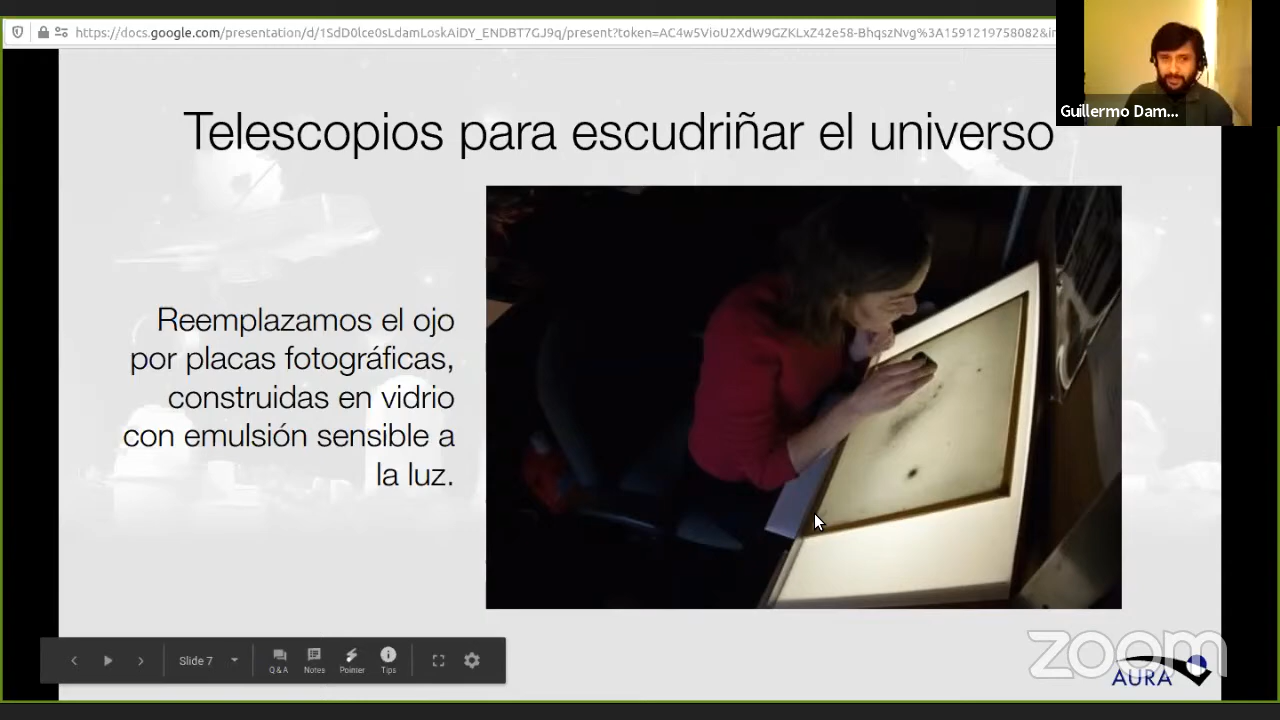 https://docs.google.com/presentation/d/1SdD0lce0sLdamLoskAiDY_ENDBT7GJ9q/present?token=AC4w5VioU2XdW9GZKLxZ42e58-BhqszNvg%3A1591219758082&i
Guillermo Dam...
Telescopios para escudriñar el universo
Reemplazamos el ojo
por placas fotográficas,
construidas en vidrio
con emulsión sensible a
la luz.
Slide 7
Q&A
Notes
Pointer
Tips
zoom
AURA